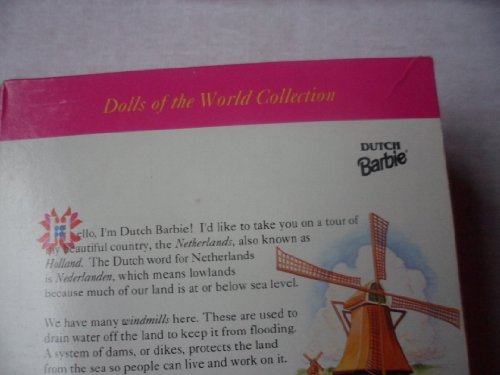 Dolls of the World Collection
DUTCH
Barbie
Hello, I'm Dutch Barbie! I'd like to take you on a tour of
my beautiful country, the Netherlands, also known as
Holland. The Dutch word for Netherlands
is Nederlanden, which means lowlands
because much of our land is at or below sea level.
We have many windmills here. These are used to
drain water off the land to keep it from flooding.
A system of dams, or dikes, protects the land
from the sea so people can live and work on it.